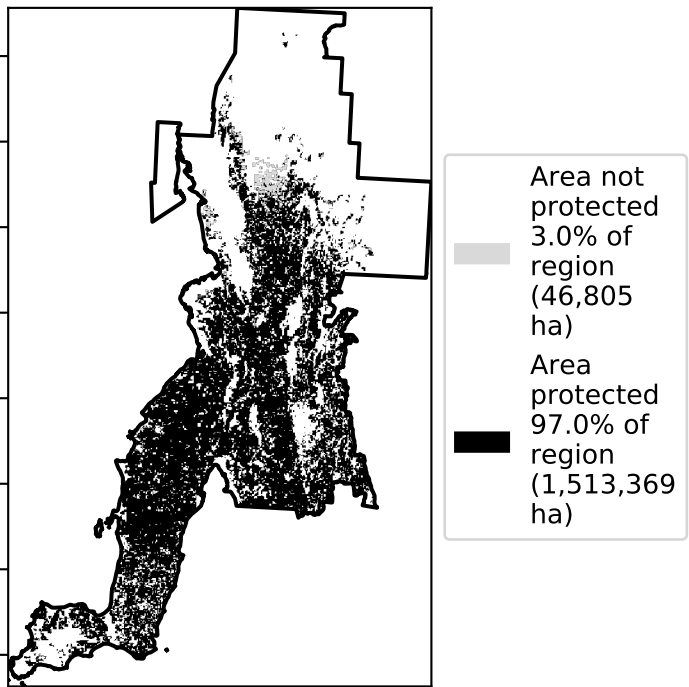 Area not
protected
3.0% of
region
(46,805
ha)
Area
protected
97.0% of
region
(1,513,369
ha)